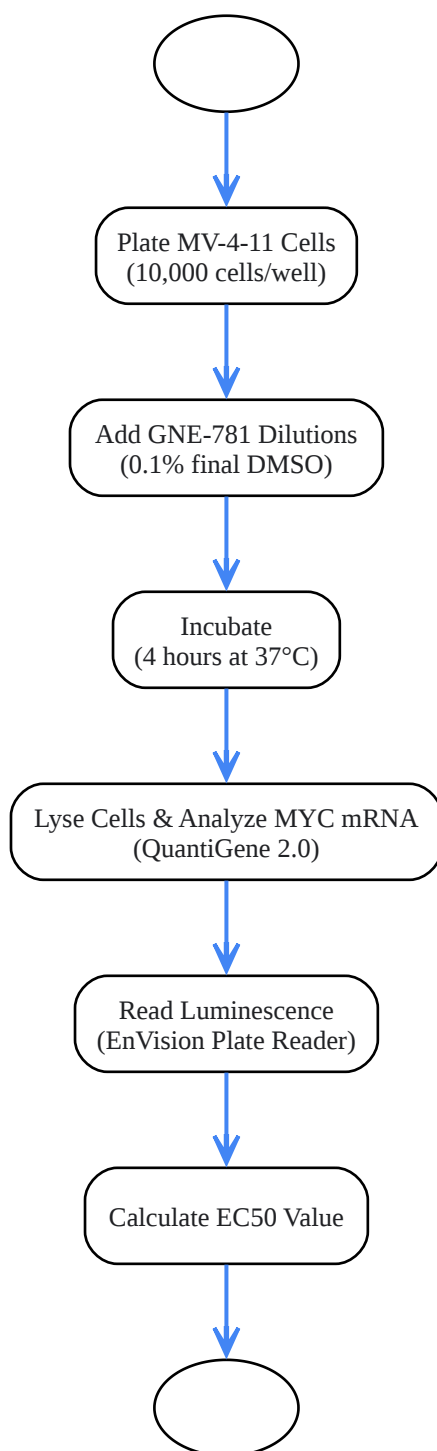 Plate MV-4-11 Cells
(10,000 cells/well)
Add GNE-781 Dilutions
(0.1% final DMSO)
Incubate
(4 hours at 37°C)
Lyse Cells & Analyze MYC mRNA
(QuantiGene 2.0)
Read Luminescence
(EnVision Plate Reader)
Calculate EC50 Value